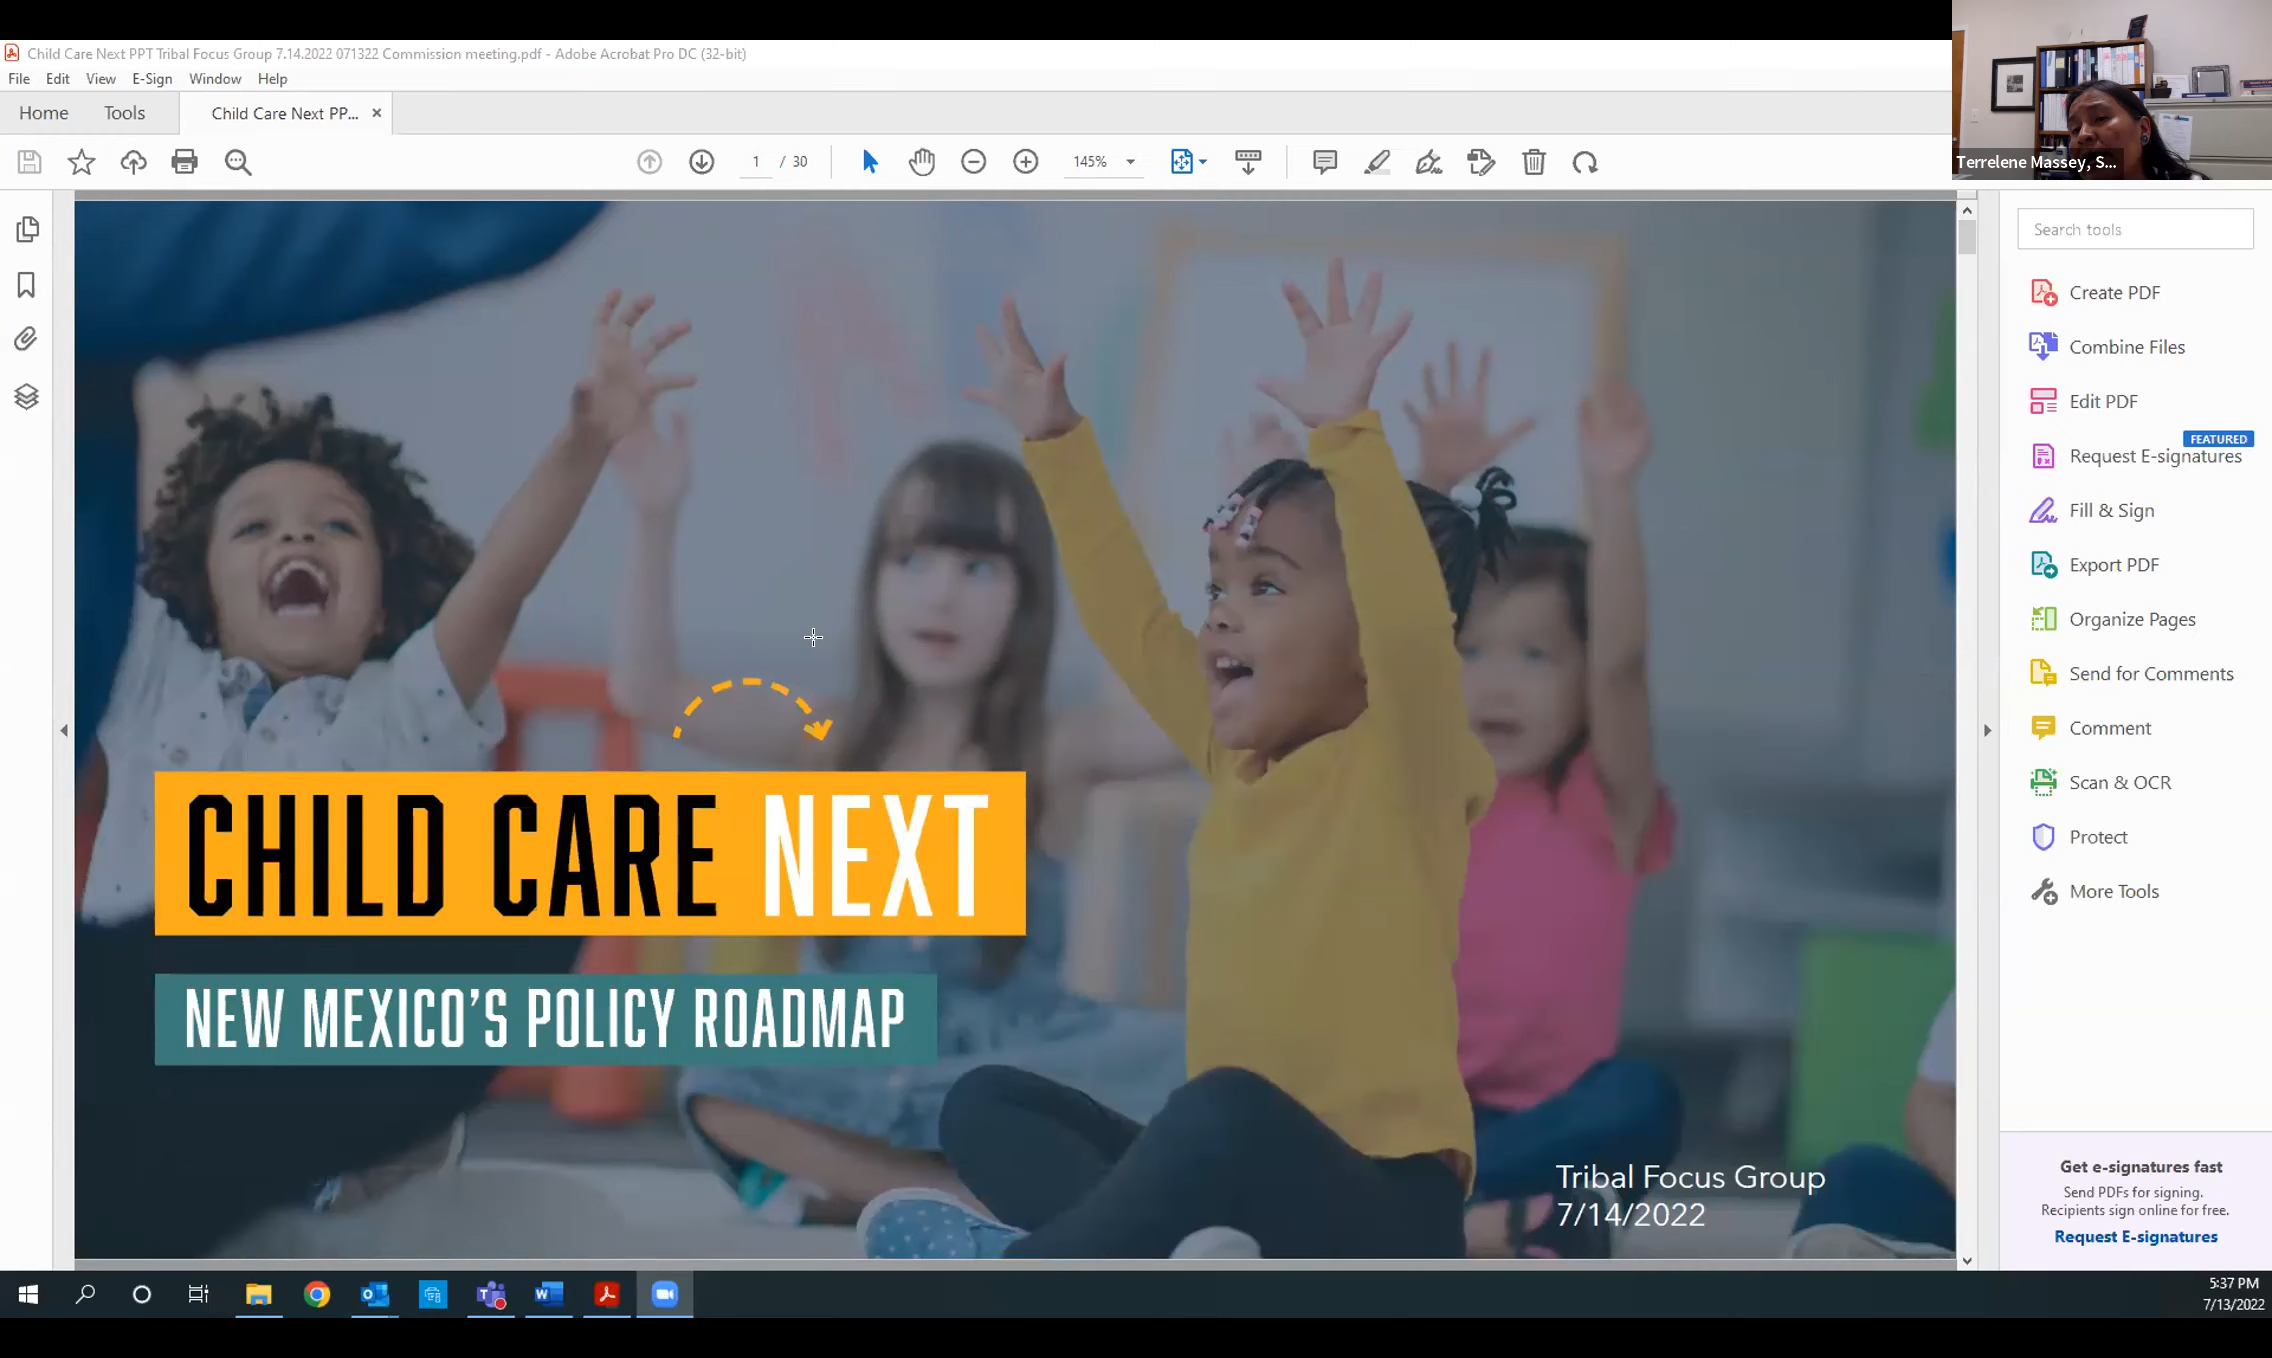 Child Care Next PPT Tribal Focus Group 7.14.2022 071322 Commission meeting.pdf - Adobe Acrobat Pro DC (32-bit)
File Edit View E-Sign Window Help
Home Tools Child Care Next PP... ×
1 / 30 145%
Terrelene Massey, S...
Search tools
Create PDF
Combine Files
Edit PDF
FEATURED
Request E-signatures
Fill & Sign
Export PDF
Organize Pages
Send for Comments
Comment
Scan & OCR
Protect
More Tools
CHILD CARE NEXT
NEW MEXICO'S POLICY ROADMAP
Tribal Focus Group
7/14/2022
Get e-signatures fast
Send PDFs for signing.
Recipients sign online for free.
Request E-signatures
5:37 PM
7/13/2022